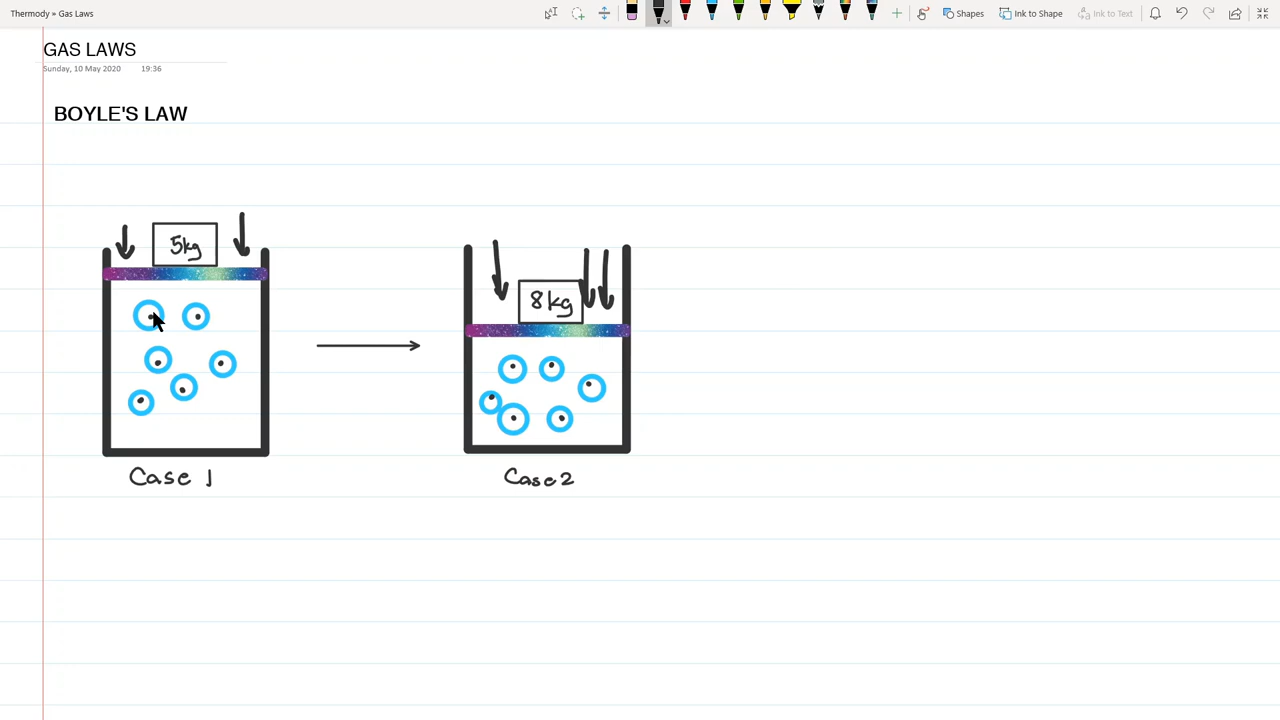 Thermody » Gas Laws
Shapes
Ink to Shape
Ink to Text
GAS LAWS
Sunday, 10 May 2020 19:36
BOYLE'S LAW
5kg
8kg
Case 1
Case 2